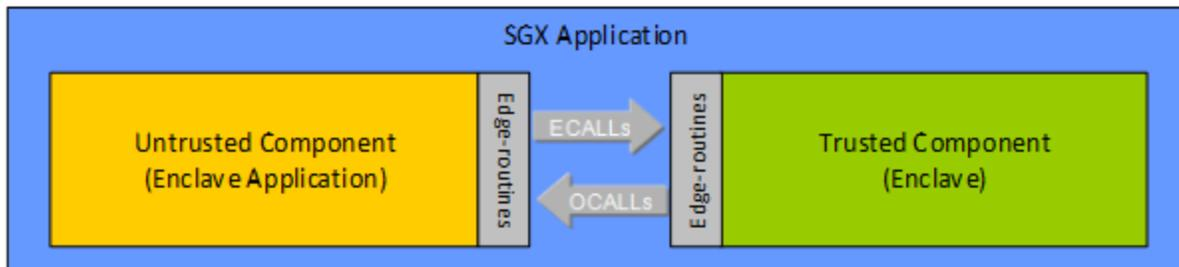 SGX Application
Untrusted Component
(Enclave Application)
Edge-routines
ECALLs
OCALLs
Edge-routines
Trusted Component
(Enclave)